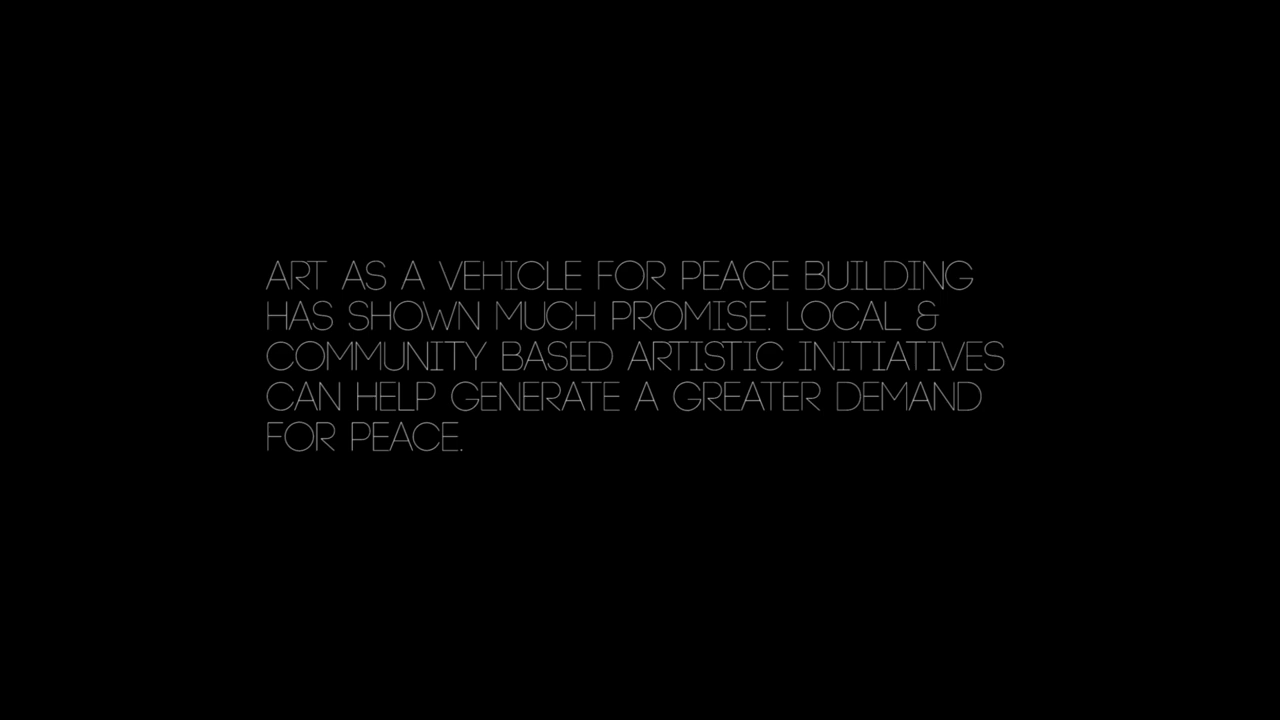 ART AS A VEHICLE FOR PEACE BUILDING
HAS SHOWN MUCH PROMISE. LOCAL &
COMMUNITY BASED ARTISTIC INITIATIVES
CAN HELP GENERATE A GREATER DEMAND
FOR PEACE.